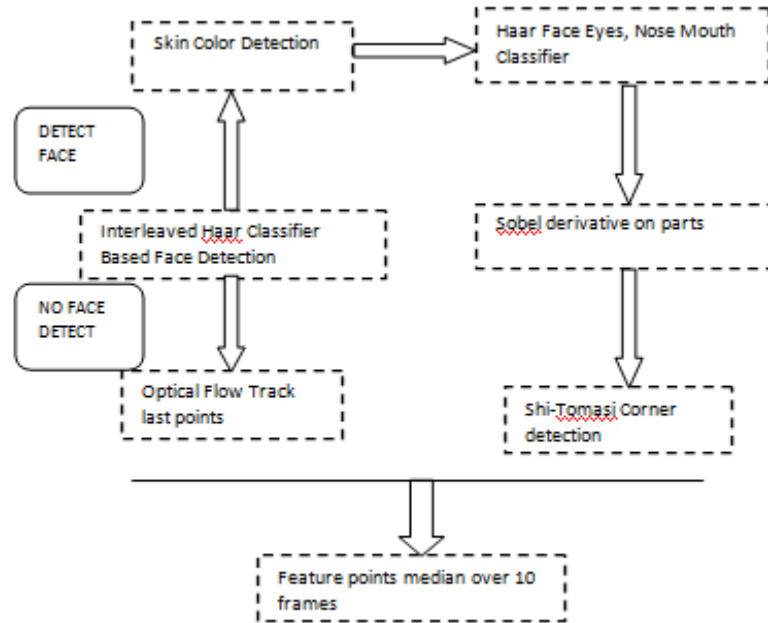 Skin Color Detection
Haar Face Eyes, Nose Mouth
Classifier
DETECT
FACE
Interleaved Haar Classifier
Based Face Detection
Sobel derivative on parts
NO FACE
DETECT
Optical Flow Track
last points
Shi-Tomasi Corner
detection
Feature points median over 10
frames